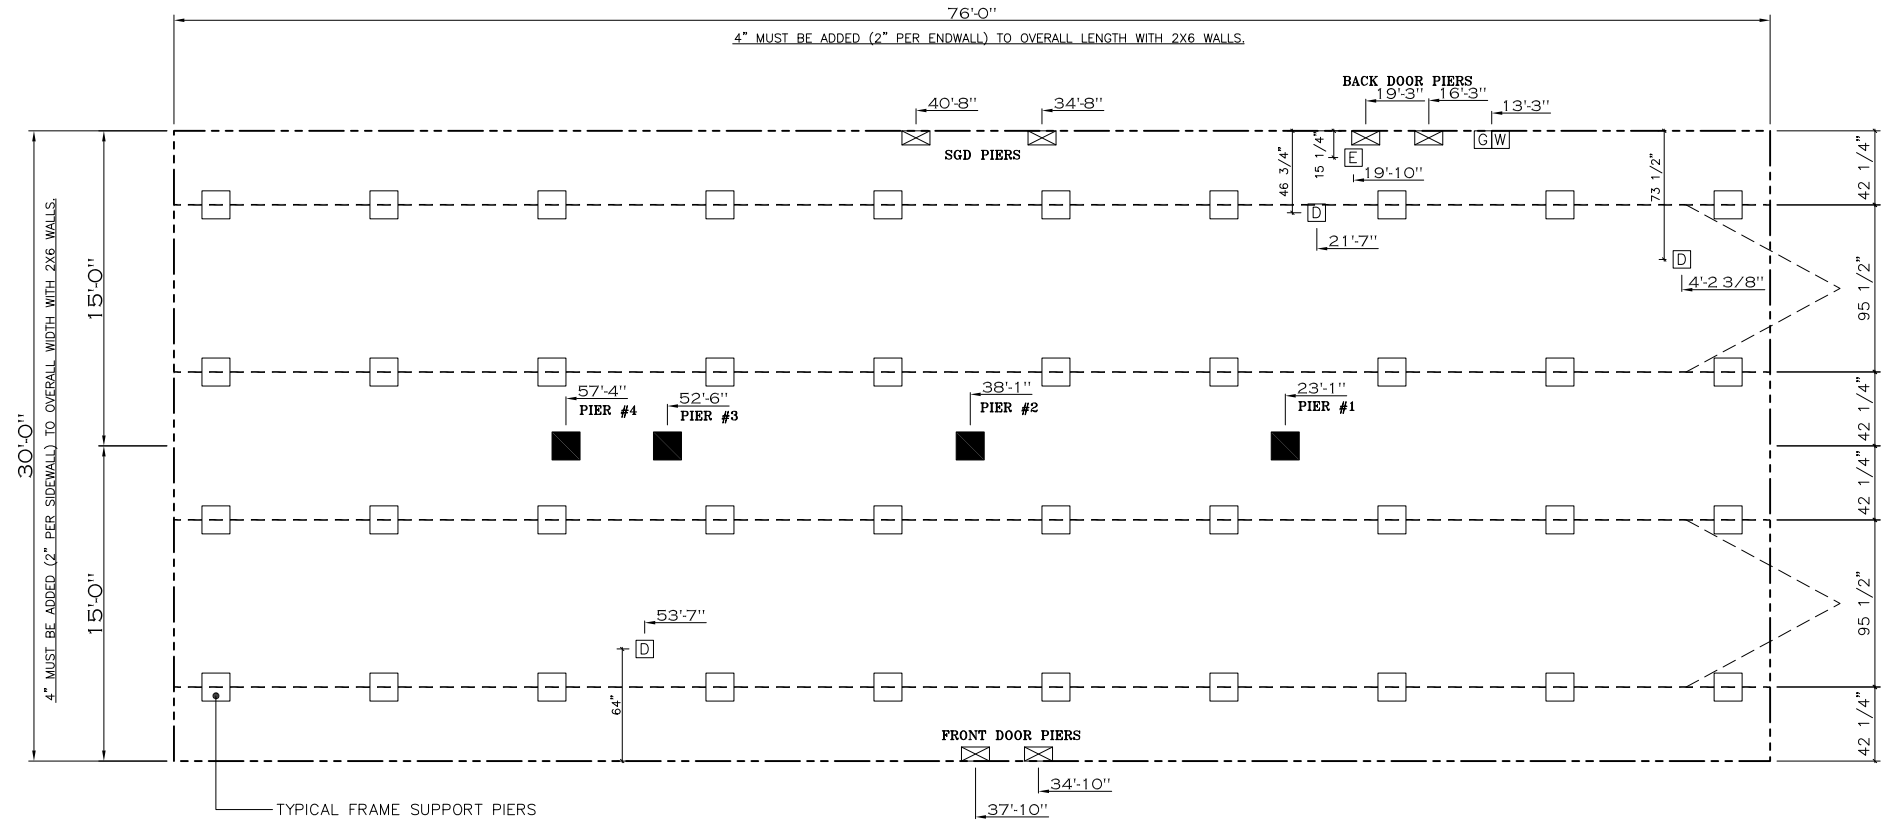 76'-0"
4" MUST BE ADDED (2" PER ENDWALL) TO OVERALL LENGTH WITH 2X6 WALLS.
BACK DOOR PIERS
40'-8"
34'-8"
19'-3"
16'-3"
13'-3"
SGD PIERS
G W
E
19'-10"
15 1/4"
46 3/4"
D
21'-7"
73 1/2"
D
4'-2 3/8"
42 1/4"
95 1/2"
42 1/4"
42 1/4"
95 1/2"
42 1/4"
30'-0"
4" MUST BE ADDED (2" PER SIDEWALL) TO OVERALL WIDTH WITH 2X6 WALLS.
15'-0"
15'-0"
57'-4"
PIER #4
52'-6"
PIER #3
38'-1"
PIER #2
23'-1"
PIER #1
53'-7"
D
64"
FRONT DOOR PIERS
34'-10"
37'-10"
TYPICAL FRAME SUPPORT PIERS